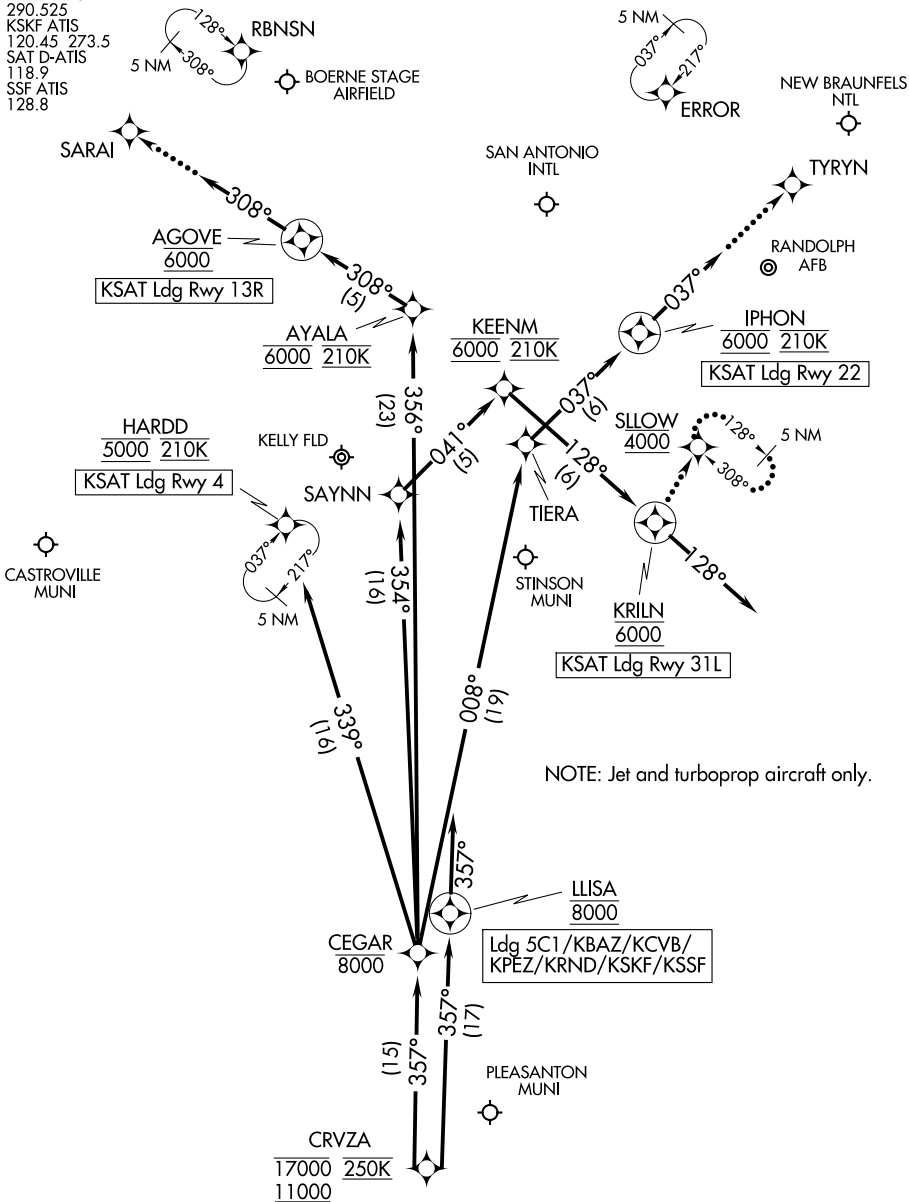 290.525
KSKF ATIS
120.45 273.5
SAT D-ATIS
118.9
SSF ATIS
128.8
128°
308°
5 NM
RBNSN
BOERNE STAGE
AIRFIELD
5 NM
037°
217°
ERROR
NEW BRAUNFELS
NTL
SARAI
SAN ANTONIO
INTL
TYRYN
308°
AGOVE
6000
KSAT Ldg Rwy 13R
308°
(5)
RANDOLPH
AFB
037°
AYALA
6000 210K
KEENM
6000 210K
IPHON
6000 210K
KSAT Ldg Rwy 22
037°
(6)
356°
(23)
HARDD
5000 210K
KSAT Ldg Rwy 4
KELLY FLD
041°
(5)
128°
(6)
SLLOW
4000
128°
308°
5 NM
SAYNN
TIERA
CASTROVILLE
MUNI
037°
217°
5 NM
354°
(16)
STINSON
MUNI
128°
KRILN
6000
KSAT Ldg Rwy 31L
339°
(16)
008°
(19)
NOTE: Jet and turboprop aircraft only.
357°
LLISA
8000
Ldg 5C1/KBAZ/KCVB/
KPEZ/KRND/KSKF/KSSF
CEGAR
8000
357°
(15)
357°
(17)
PLEASANTON
MUNI
CRVZA
17000 250K
11000